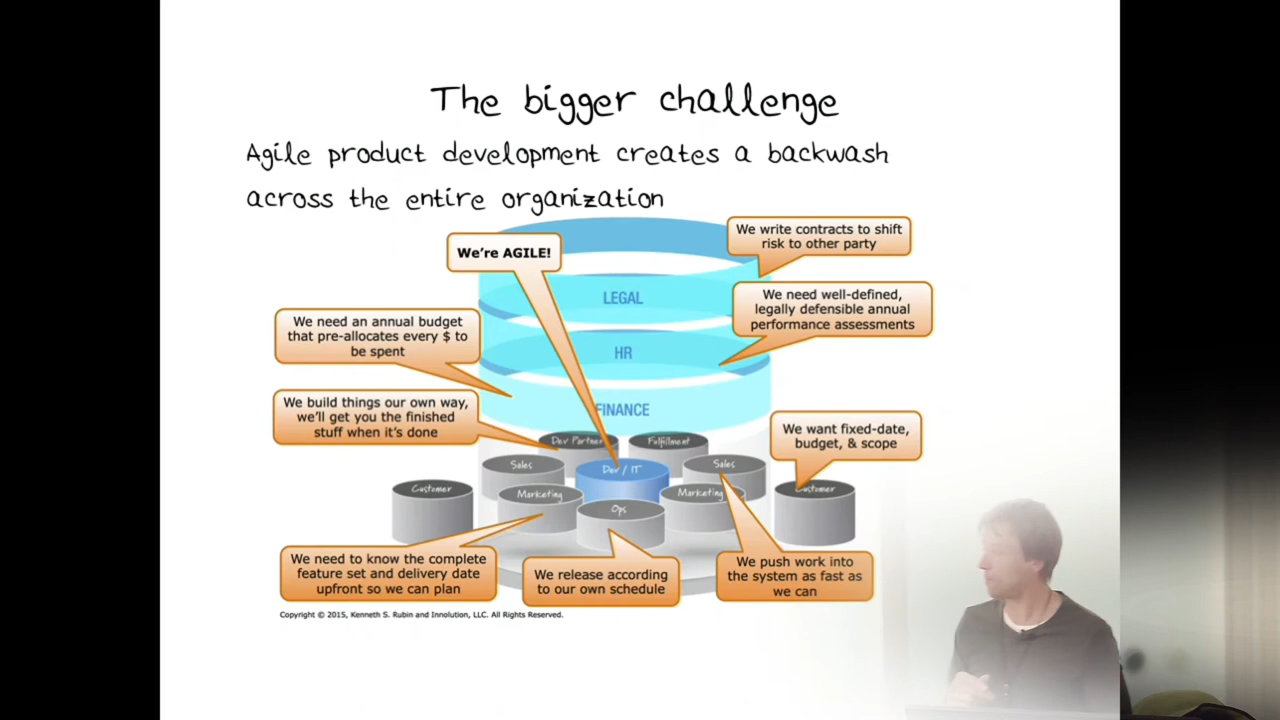 The bigger challenge
Agile product development creates a backwash
across the entire organization
We're AGILE!
We write contracts to shift
risk to other party
LEGAL
We need well-defined,
legally defensible annual
performance assessments
We need an annual budget
that pre-allocates every $ to
be spent
HR
We build things our own way,
we'll get you the finished
stuff when it's done
FINANCE
We want fixed-date,
budget, & scope
Dev Partner
Fulfillment
Sales
Dev / IT
Sales
Customer
Marketing
Marketing
Customer
Ops
We need to know the complete
feature set and delivery date
upfront so we can plan
We release according
to our own schedule
We push work into
the system as fast as
we can
Copyright © 2015, Kenneth S. Rubin and Innolution, LLC. All Rights Reserved.